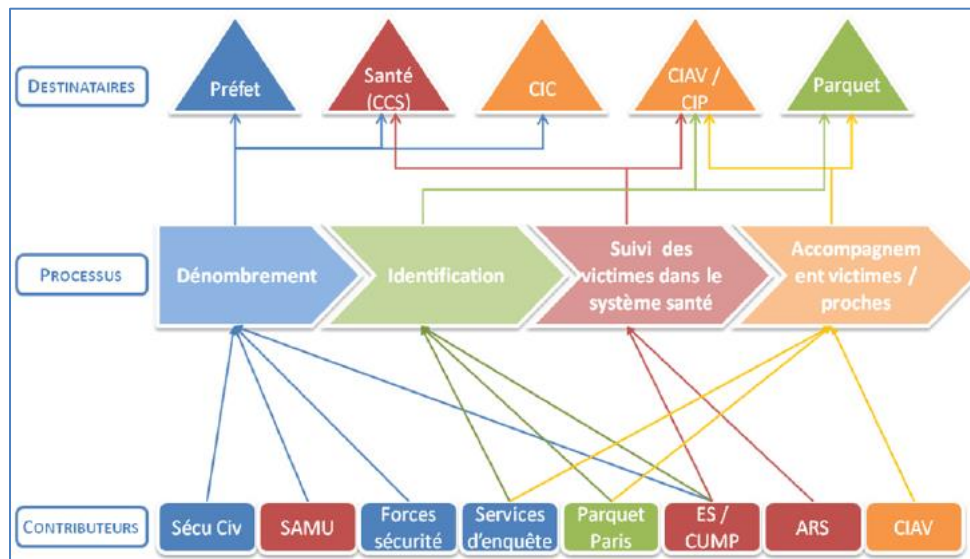 DESTINATAIRES
Préfet
Santé
(CCS)
CIC
CIAV /
CIP
Parquet
PROCESSUS
Dénombrement
Identification
Suivi des
victimes dans le
système santé
Accompagnem
ent victimes /
proches
CONTRIBUTEURS
Sécu Civ
SAMU
Forces
sécurité
Services
d'enquête
Parquet
Paris
ES /
CUMP
ARS
CIAV